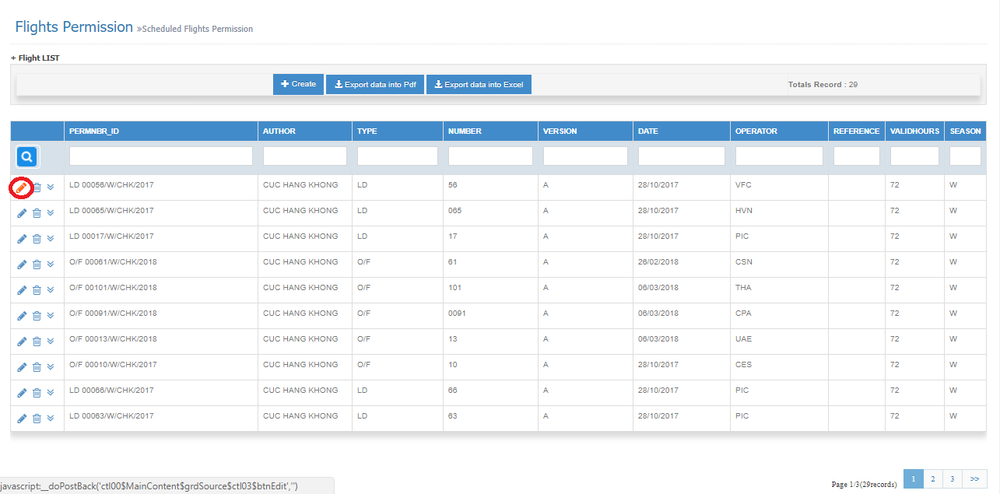 Flights Permission »Scheduled Flights Permission
+ Flight LIST
Create Export data into Pdf Export data into Excel Totals Record : 29
PERMNBR_ID AUTHOR TYPE NUMBER VERSION DATE OPERATOR REFERENCE VALIDHOURS SEASON
LD 00056/W/CHK/2017 CUC HANG KHONG LD 56 A 28/10/2017 VFC 72 W
LD 00065/W/CHK/2017 CUC HANG KHONG LD 065 A 28/10/2017 HVN 72 W
LD 00017/W/CHK/2017 CUC HANG KHONG LD 17 A 28/10/2017 PIC 72 W
O/F 00061/W/CHK/2018 CUC HANG KHONG O/F 61 A 26/02/2018 CSN 72 W
O/F 00101/W/CHK/2018 CUC HANG KHONG O/F 101 A 06/03/2018 THA 72 W
O/F 00091/W/CHK/2018 CUC HANG KHONG O/F 0091 A 06/03/2018 CPA 72 W
O/F 00013/W/CHK/2018 CUC HANG KHONG O/F 13 A 06/03/2018 UAE 72 W
O/F 00010/W/CHK/2017 CUC HANG KHONG O/F 10 A 28/10/2017 CES 72 W
LD 00066/W/CHK/2017 CUC HANG KHONG LD 66 A 28/10/2017 PIC 72 W
LD 00063/W/CHK/2017 CUC HANG KHONG LD 63 A 28/10/2017 PIC 72 W
Page 1/3(29records) 1 2 3 >>
javascript:__doPostBack('ctl00$MainContent$grdSource$ctl03$btnEdit','')